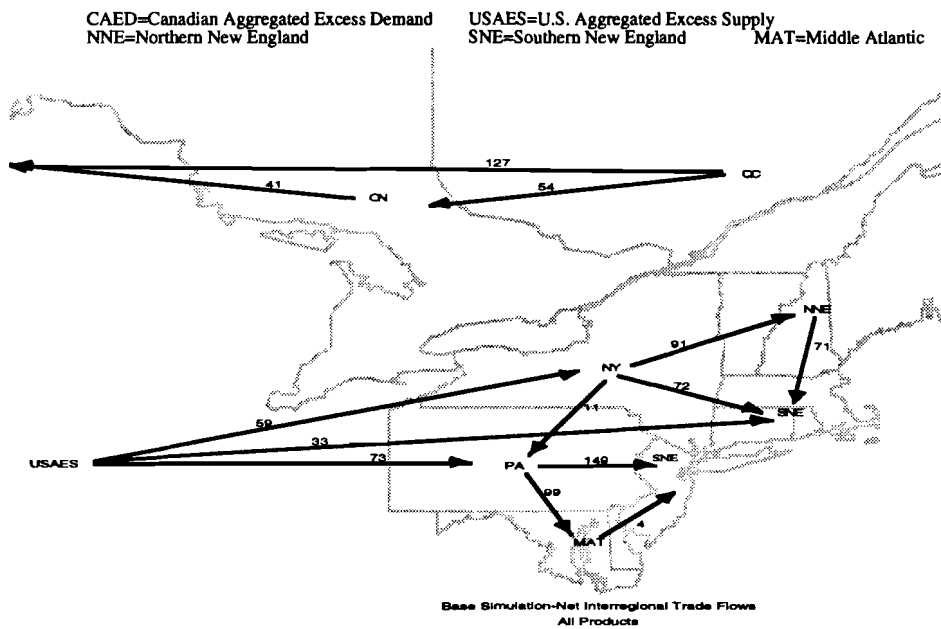 CAED=Canadian Aggregated Excess Demand USAES=U.S. Aggregated Excess Supply
NNE=Northern New England SNE=Southern New England MAT=Middle Atlantic
127
QC
41
CN
54
NNE
91
71
NY
72
SNE
11
59
33
USAES
73
PA
149
SNE
99
MAT
4
Base Simulation-Net Interregional Trade Flows
All Products